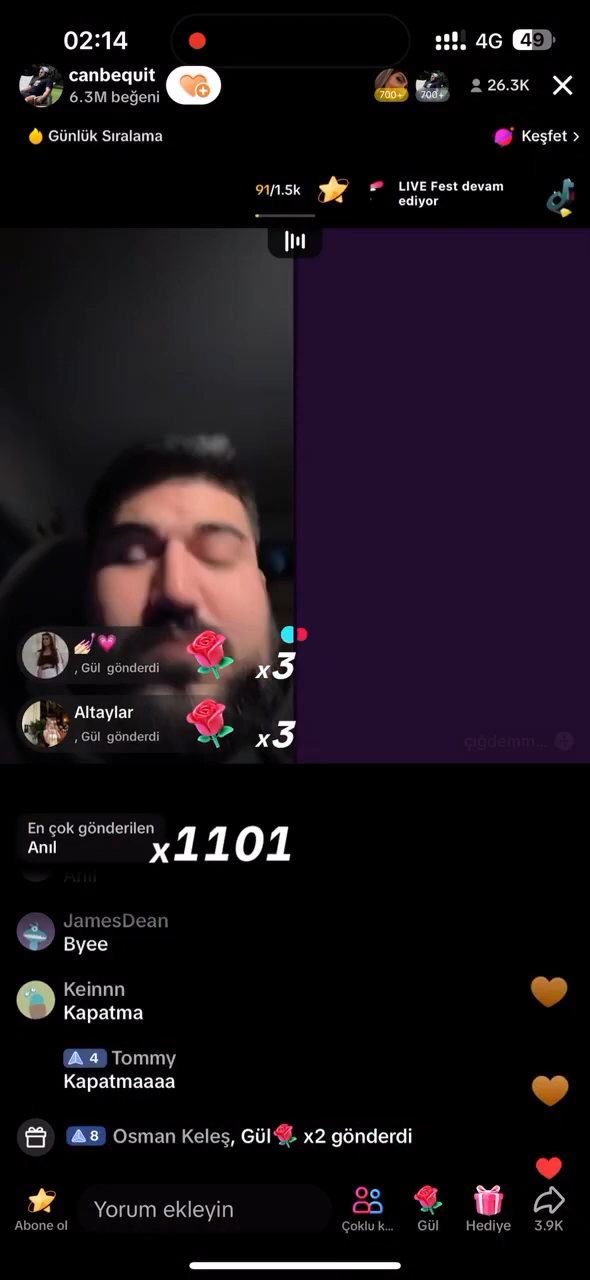 02:14
4G
49
canbequit
6.3M beğeni
700+
700+
26.3K
Günlük Sıralama
Keşfet >
91/1.5k
LIVE Fest devam
ediyor
, Gül gönderdi
x3
Altaylar
, Gül gönderdi
x3
çiğdemm...
En çok gönderilen
Anıl
x1101
Anıl
JamesDean
Byee
Keinnn
Kapatma
4 Tommy
Kapatmaaaa
8 Osman Keleş, Gül x2 gönderdi
Abone ol
Yorum ekleyin
Çoklu k...
Gül
Hediye
3.9K